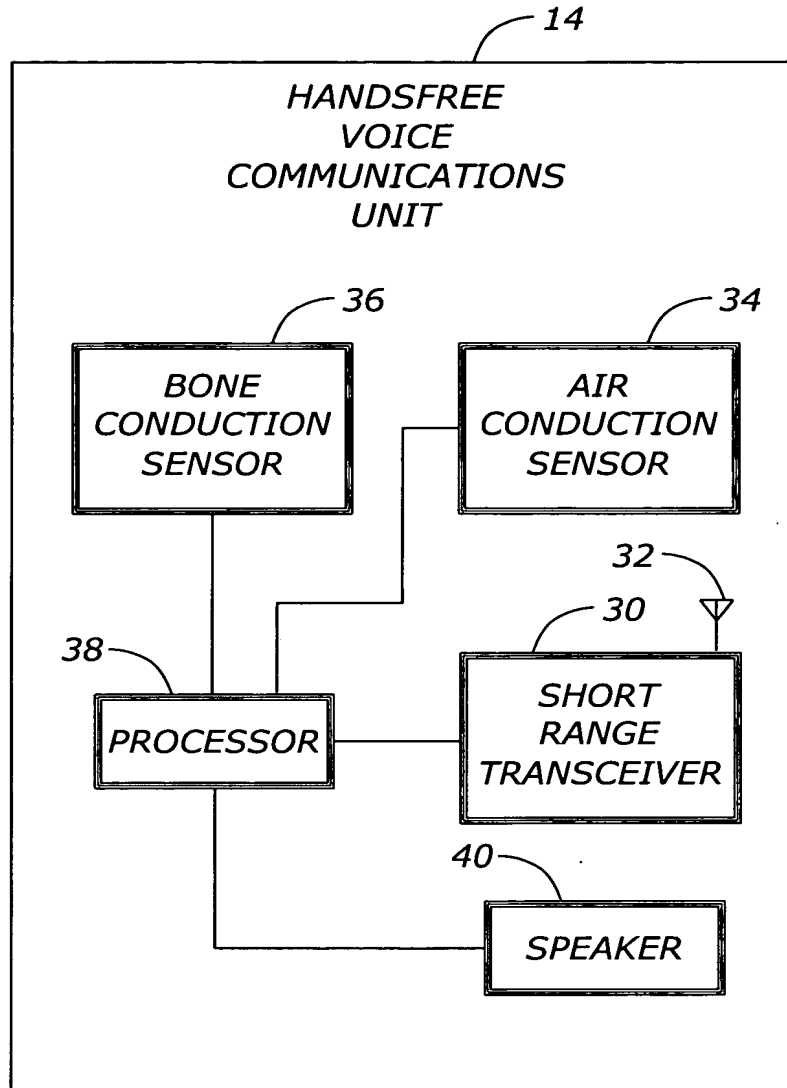 14
HANDSFREE
VOICE
COMMUNICATIONS
UNIT
36
34
BONE
CONDUCTION
SENSOR
AIR
CONDUCTION
SENSOR
32
30
38
PROCESSOR
SHORT
RANGE
TRANSCEIVER
40
SPEAKER